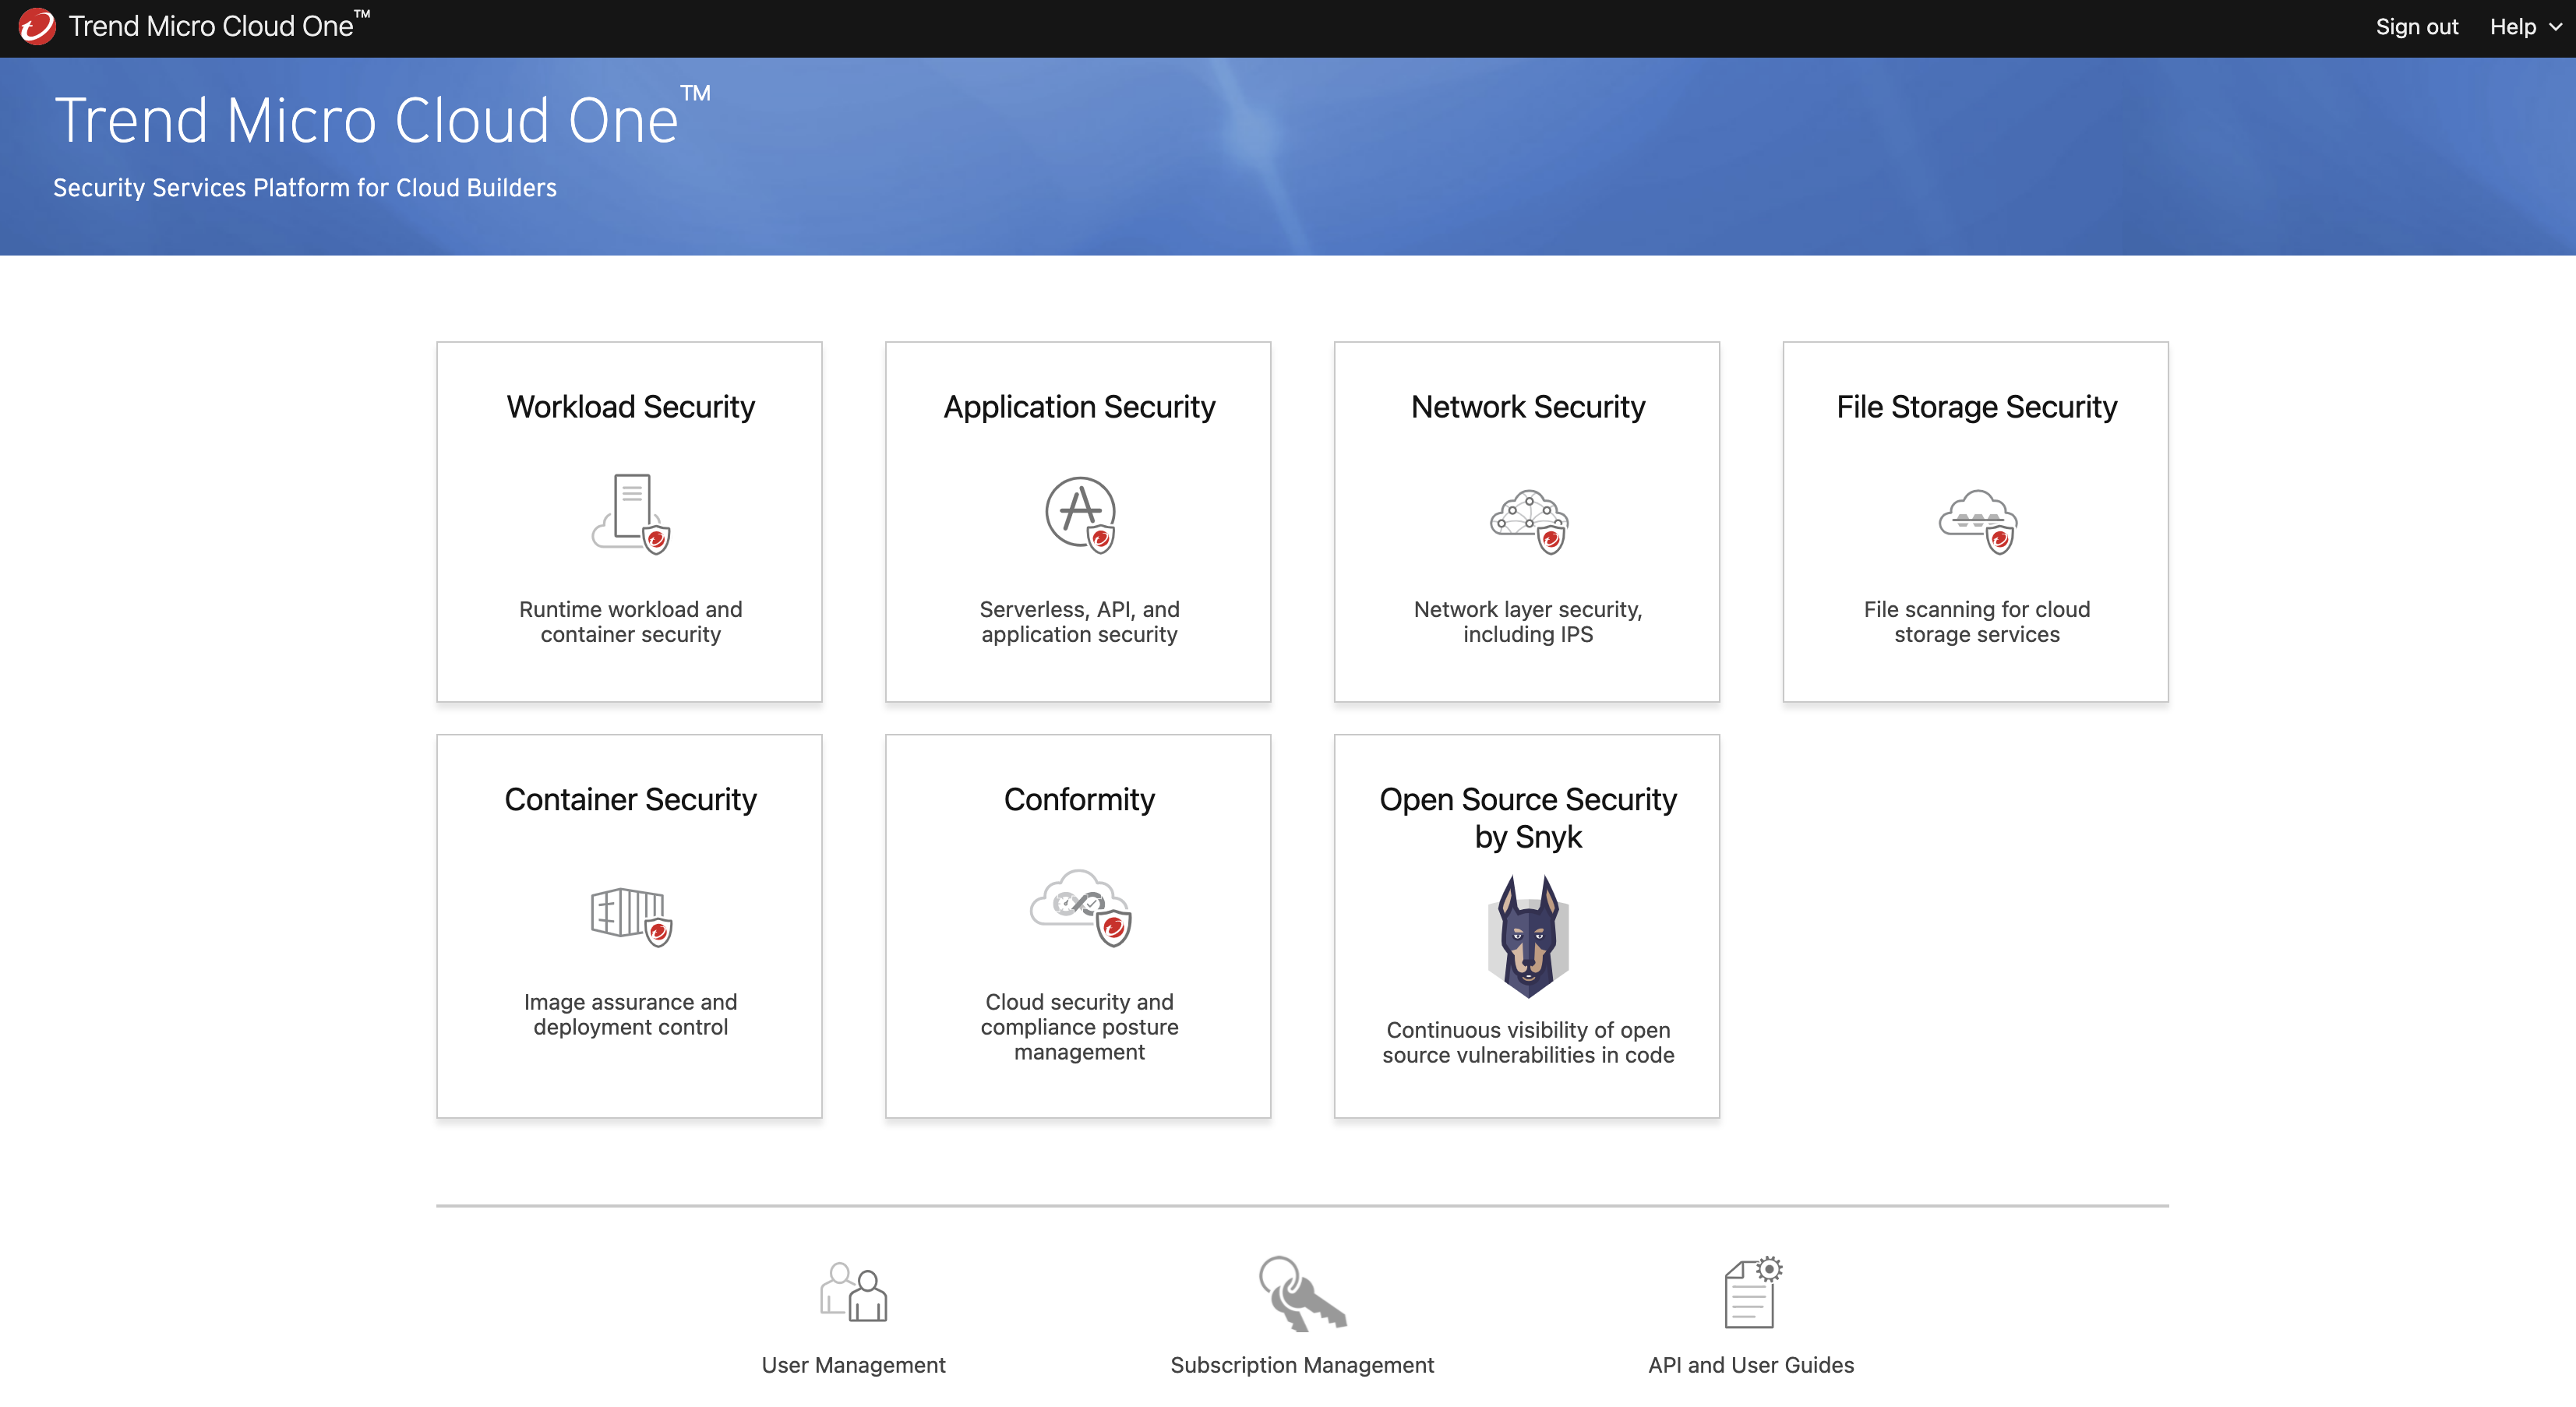 Trend Micro Cloud One™
Sign out
Help
Trend Micro Cloud One™
Security Services Platform for Cloud Builders
Workload Security
Runtime workload and
container security
Application Security
Serverless, API, and
application security
Network Security
Network layer security,
including IPS
File Storage Security
File scanning for cloud
storage services
Container Security
Image assurance and
deployment control
Conformity
Cloud security and
compliance posture
management
Open Source Security
by Snyk
Continuous visibility of open
source vulnerabilities in code
User Management
Subscription Management
API and User Guides